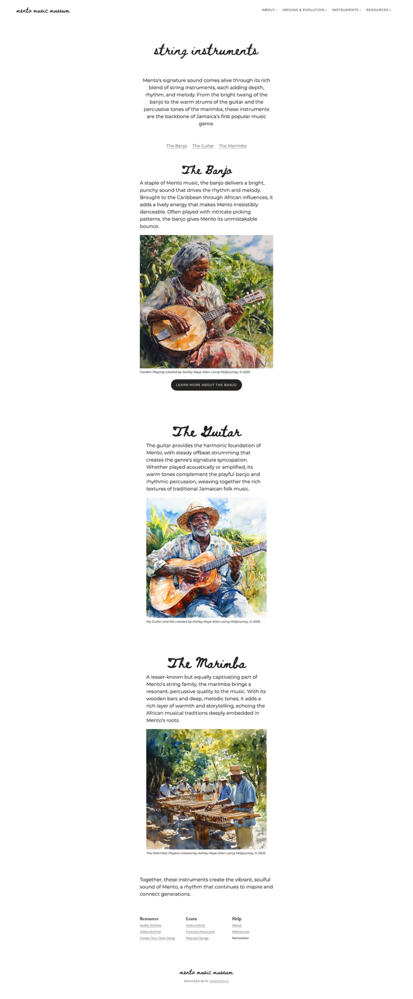 mento music museum
ABOUT ORIGINS & EVOLUTION INSTRUMENTS RESOURCES
string instruments
Mento's signature sound comes alive through its rich
blend of string instruments, each adding depth,
rhythm, and melody. From the bright twang of the
banjo to the warm strums of the guitar and the
percussive tones of the marimba, these instruments
are the backbone of Jamaica's first popular music
genre.
The Banjo The Guitar The Marimba
The Banjo
A staple of Mento music, the banjo delivers a bright,
punchy sound that drives the rhythm and melody.
Brought to the Caribbean through African influences, it
adds a lively energy that makes Mento irresistibly
danceable. Often played with intricate picking
patterns, the banjo gives Mento its unmistakable
bounce.
Garden Playing created by Ashley-Kaye Allen using Midjourney, © 2025
LEARN MORE ABOUT THE BANJO
The Guitar
The guitar provides the harmonic foundation of
Mento, with steady offbeat strumming that
creates the genre's signature syncopation.
Whether played acoustically or amplified, its
warm tones complement the playful banjo and
rhythmic percussion, weaving together the rich
textures of traditional Jamaican folk music.
My Guitar and Me created by Ashley-Kaye Allen using Midjourney, © 2025
The Marimba
A lesser-known but equally captivating part of
Mento's string family, the marimba brings a
resonant, percussive quality to the music. With its
wooden bars and deep, melodic tones, it adds a
rich layer of warmth and storytelling, echoing the
African musical traditions deeply embedded in
Mento's roots.
The Marimba Players created by Ashley-Kaye Allen using Midjourney, © 2025
Together, these instruments create the vibrant, soulful
sound of Mento, a rhythm that continues to inspire and
connect generations.
Resources
Audio Archive
Video Archive
Create Your Own Song
Learn
Instruments
Famous Musicians
Popular Songs
Help
About
References
Newsletter
mento music museum
DESIGNED WITH WORDPRESS